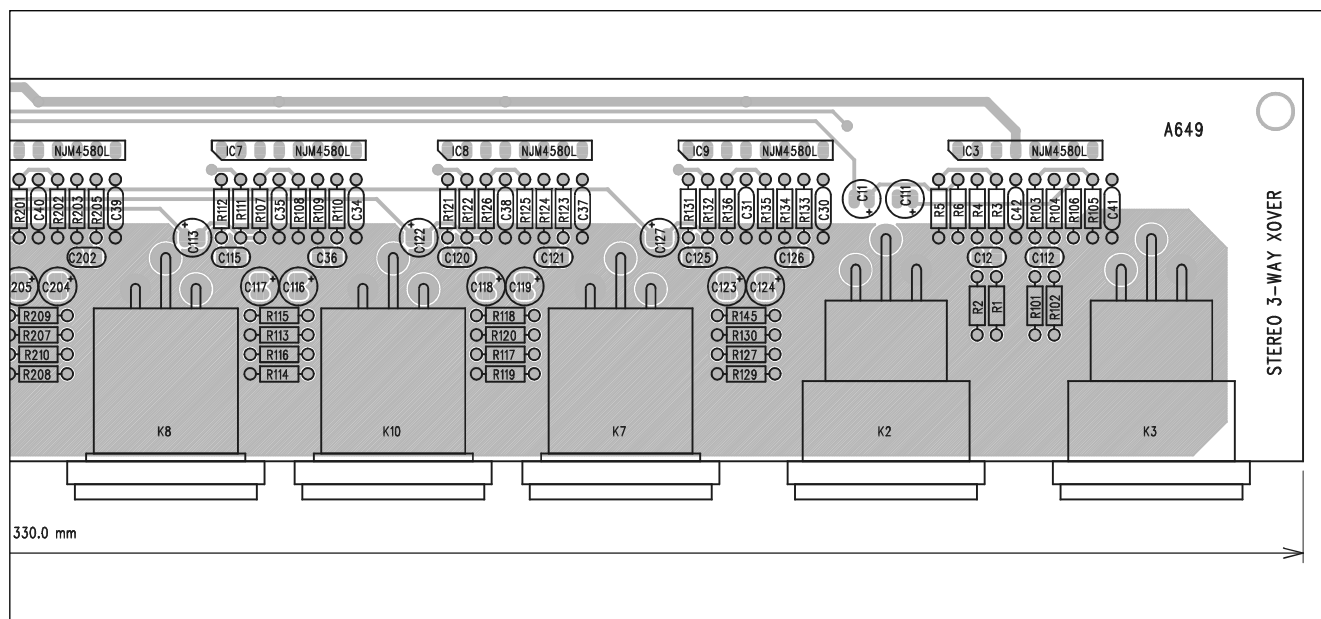 A649
NJM4580L
IC7 NJM4580L
IC8 NJM4580L
IC9 NJM4580L
IC3 NJM4580L
R201 C40 R202 R203 R205 C39
R112 R111 R107 C35 R108 R109 R110 C34
R121 R122 R126 C38 R125 R124 R123 C37
R131 R132 R136 C31 R135 R134 R133 C30
C11 C111
R5 R6 R4 R3 C42 R103 R104 R106 R105 C41
C113 C122 C127
C202 C115 C36 C120 C121 C125 C126 C12 C112
205 C204 C117 C116 C118 C119 C123 C124
+ + + + + + + + + + + + +
R2 R1 R101 R102
R209 R115 R118 R145
R207 R113 R120 R130
R210 R116 R117 R127
R208 R114 R119 R129
K8 K10 K7 K2 K3
STEREO 3-WAY XOVER
330.0 mm